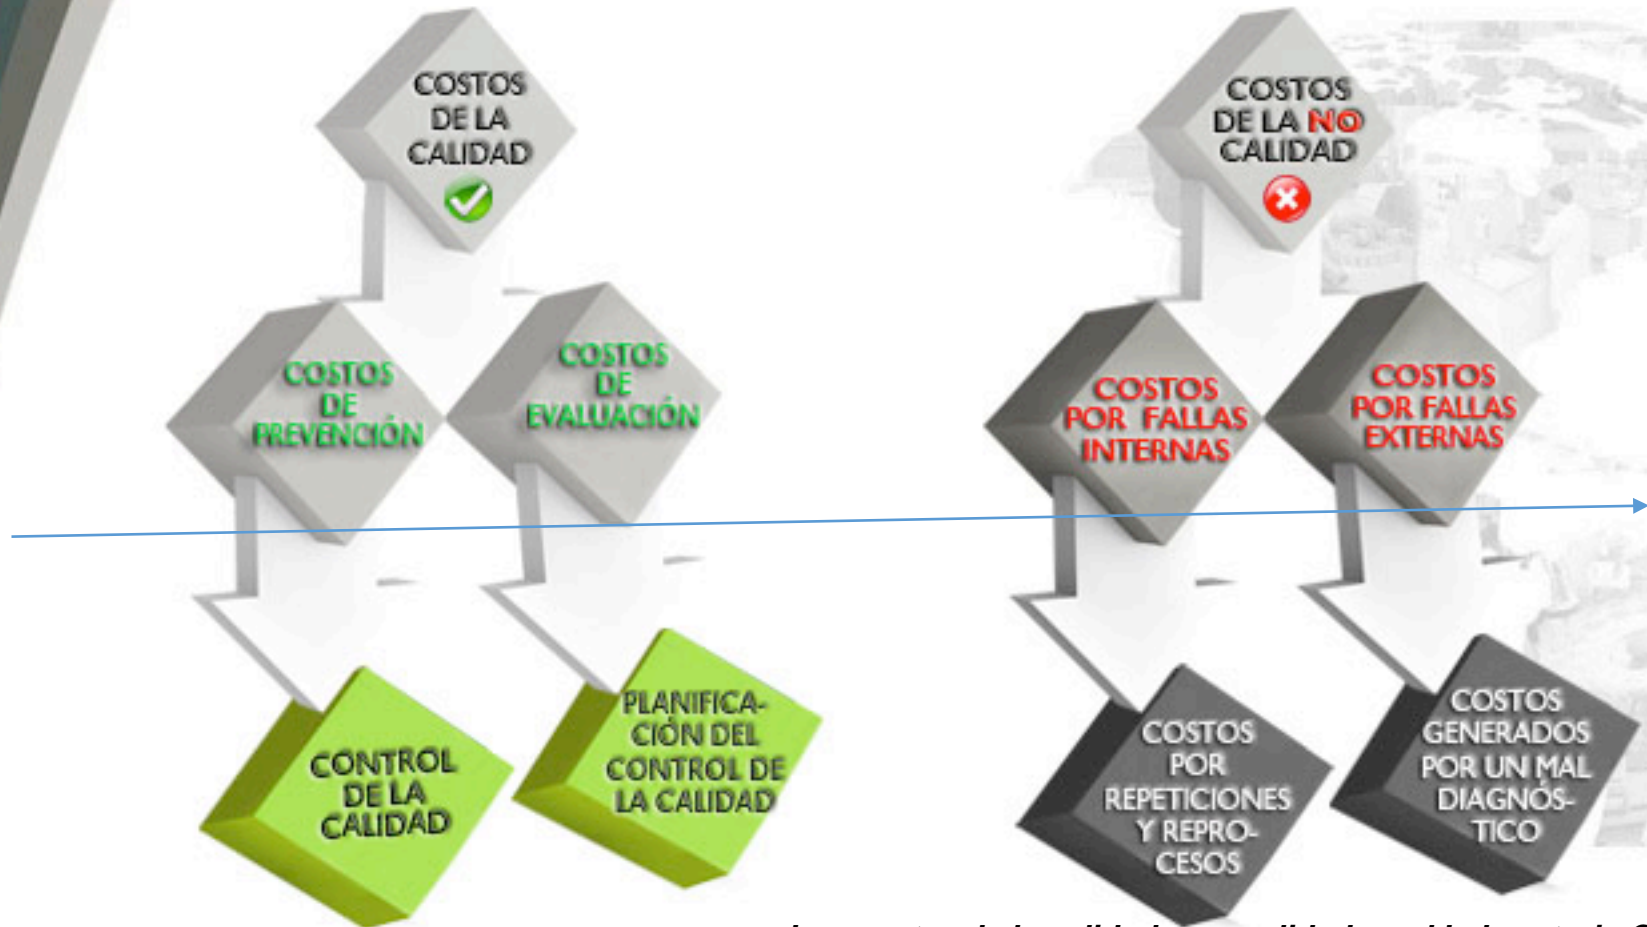 COSTOS
DE LA
CALIDAD
COSTOS
DE
PREVENCIÓN
COSTOS
DE
EVALUACIÓN
CONTROL
DE LA
CALIDAD
PLANIFICA-
CIÓN DEL
CONTROL DE
LA CALIDAD
COSTOS
DE LA NO
CALIDAD
COSTOS
POR FALLAS
INTERNAS
COSTOS
POR FALLAS
EXTERNAS
COSTOS
POR
REPETICIONES
Y REPRO-
CESOS
COSTOS
GENERADOS
POR UN MAL
DIAGNÓS-
TICO